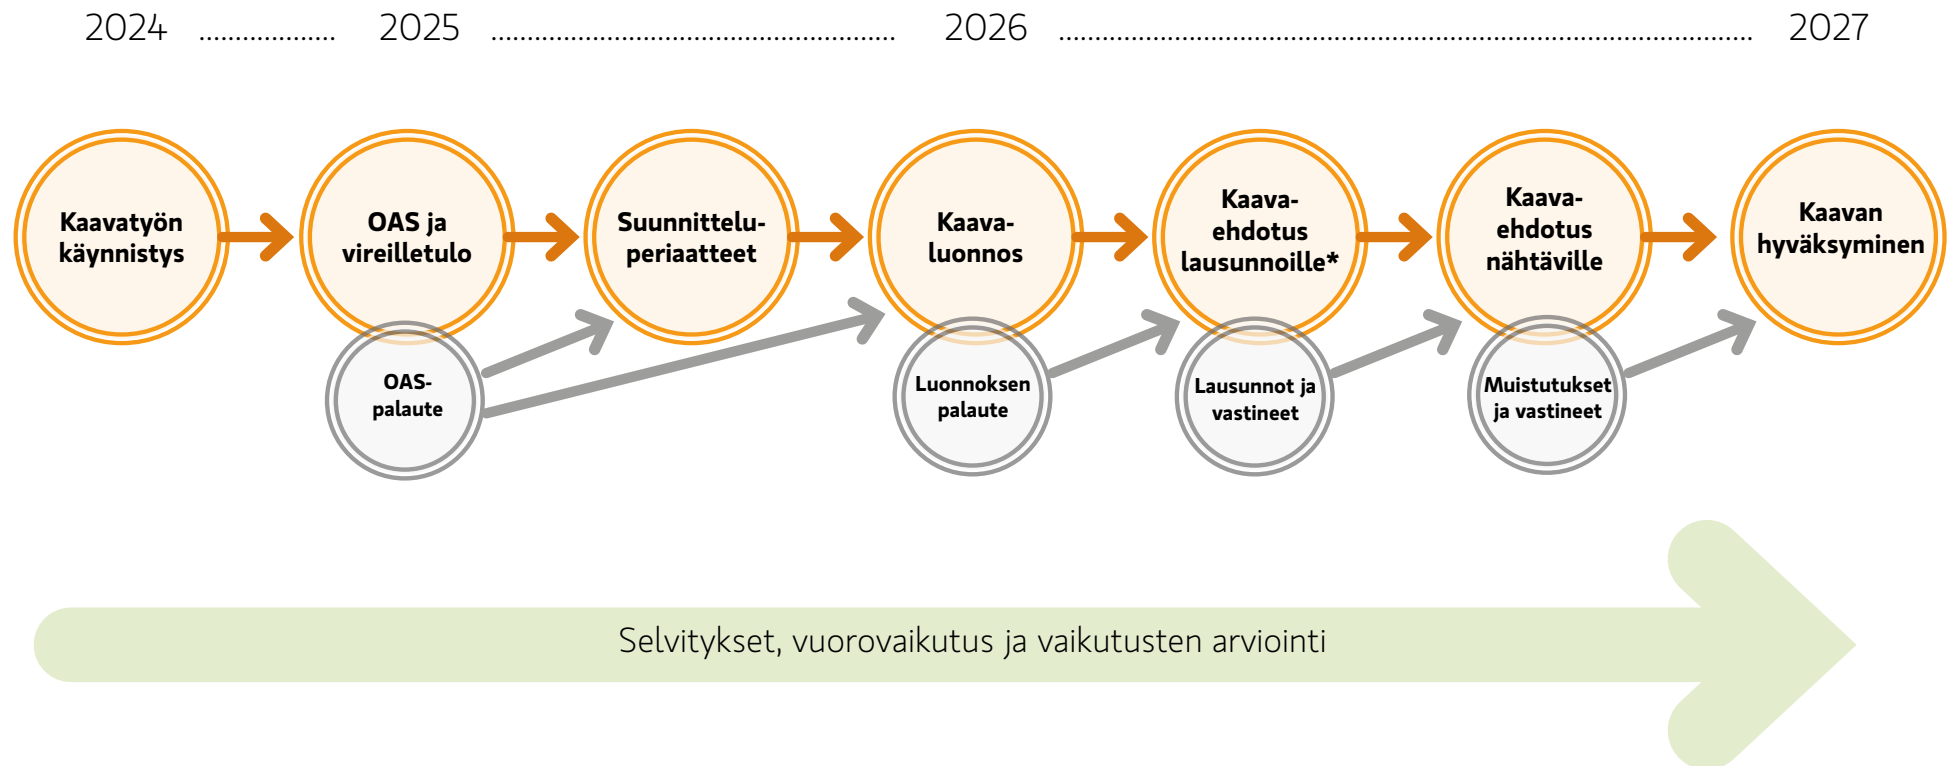 2024 ................. 2025 ................................................... 2026 ........................................................................................... 2027
Kaavatyön
käynnistys
OAS ja
vireilletulo
Suunnittelu-
periaatteet
Kaava-
luonnos
Kaava-
ehdotus
lausunnoille*
Kaava-
ehdotus
nähtäville
Kaavan
hyväksyminen
OAS-
palaute
Luonnoksen
palaute
Lausunnot ja
vastineet
Muistutukset
ja vastineet
Selvitykset, vuorovaikutus ja vaikutusten arviointi